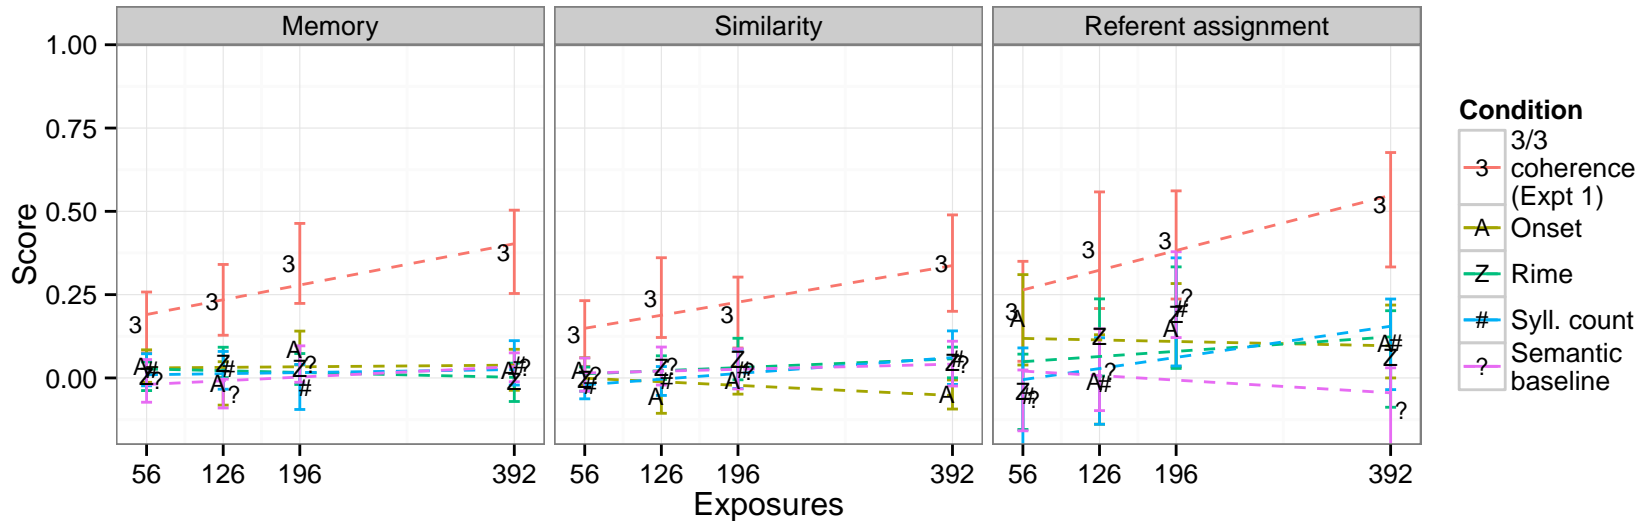 Memory
Similarity
Referent assignment
1.00
0.75
0.50
0.25
0.00
Score
56
126
196
392
56
126
196
392
56
126
196
392
Exposures
Condition
3 3/3
coherence
(Expt 1)
A Onset
Z Rime
# Syll. count
? Semantic
baseline